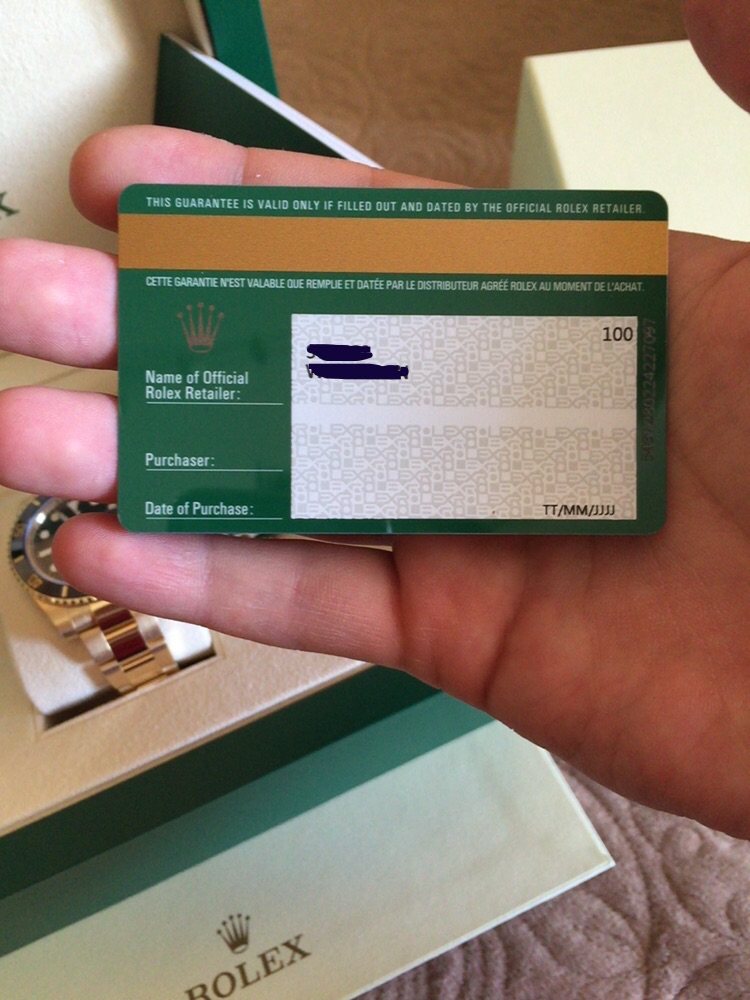 THIS GUARANTEE IS VALID ONLY IF FILLED OUT AND DATED BY THE OFFICIAL ROLEX RETAILER.
CETTE GARANTIE N'EST VALABLE QUE REMPLIE ET DATÉE PAR LE DISTRIBUTEUR AGRÉÉ ROLEX AU MOMENT DE L'ACHAT.
100
Name of Official
Rolex Retailer:
Purchaser:
Date of Purchase:
TT/MM/JJJJ
ROLEX